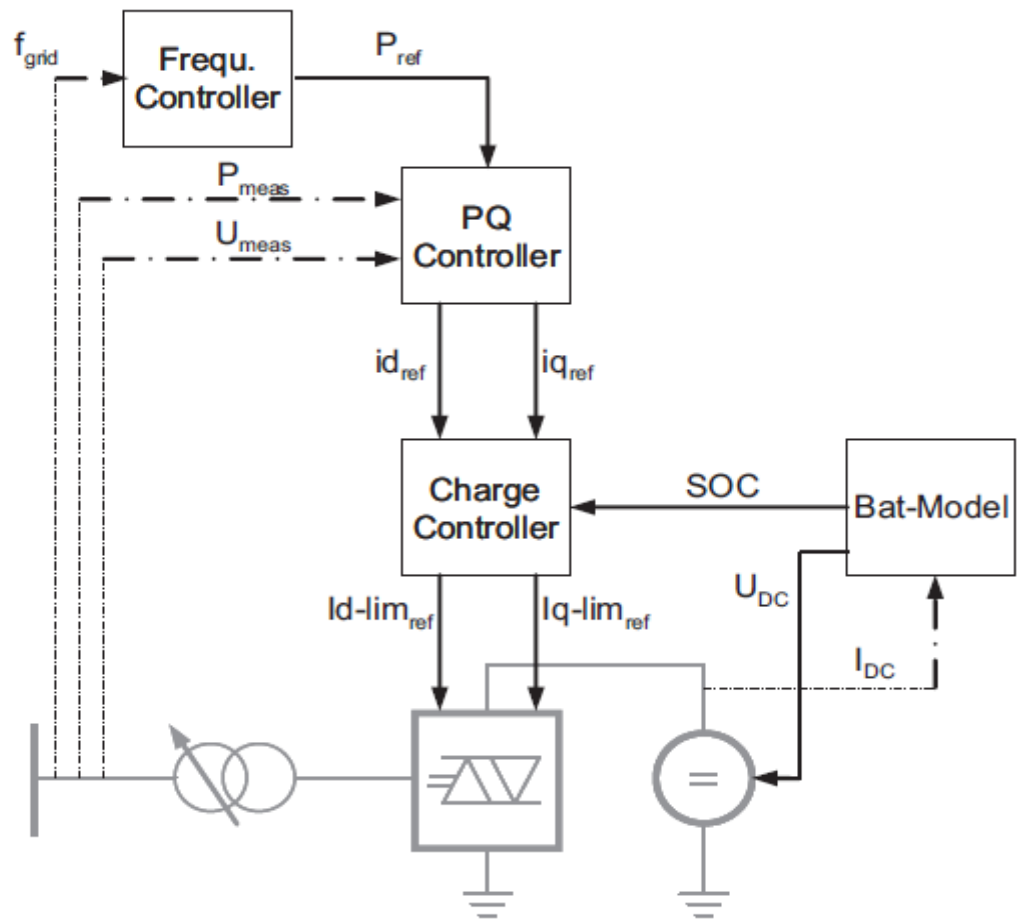 f_grid
Frequ.
Controller
P_ref
P_meas
U_meas
PQ
Controller
id_ref
iq_ref
Charge
Controller
SOC
Bat-Model
U_DC
Id-lim_ref
Iq-lim_ref
I_DC
=